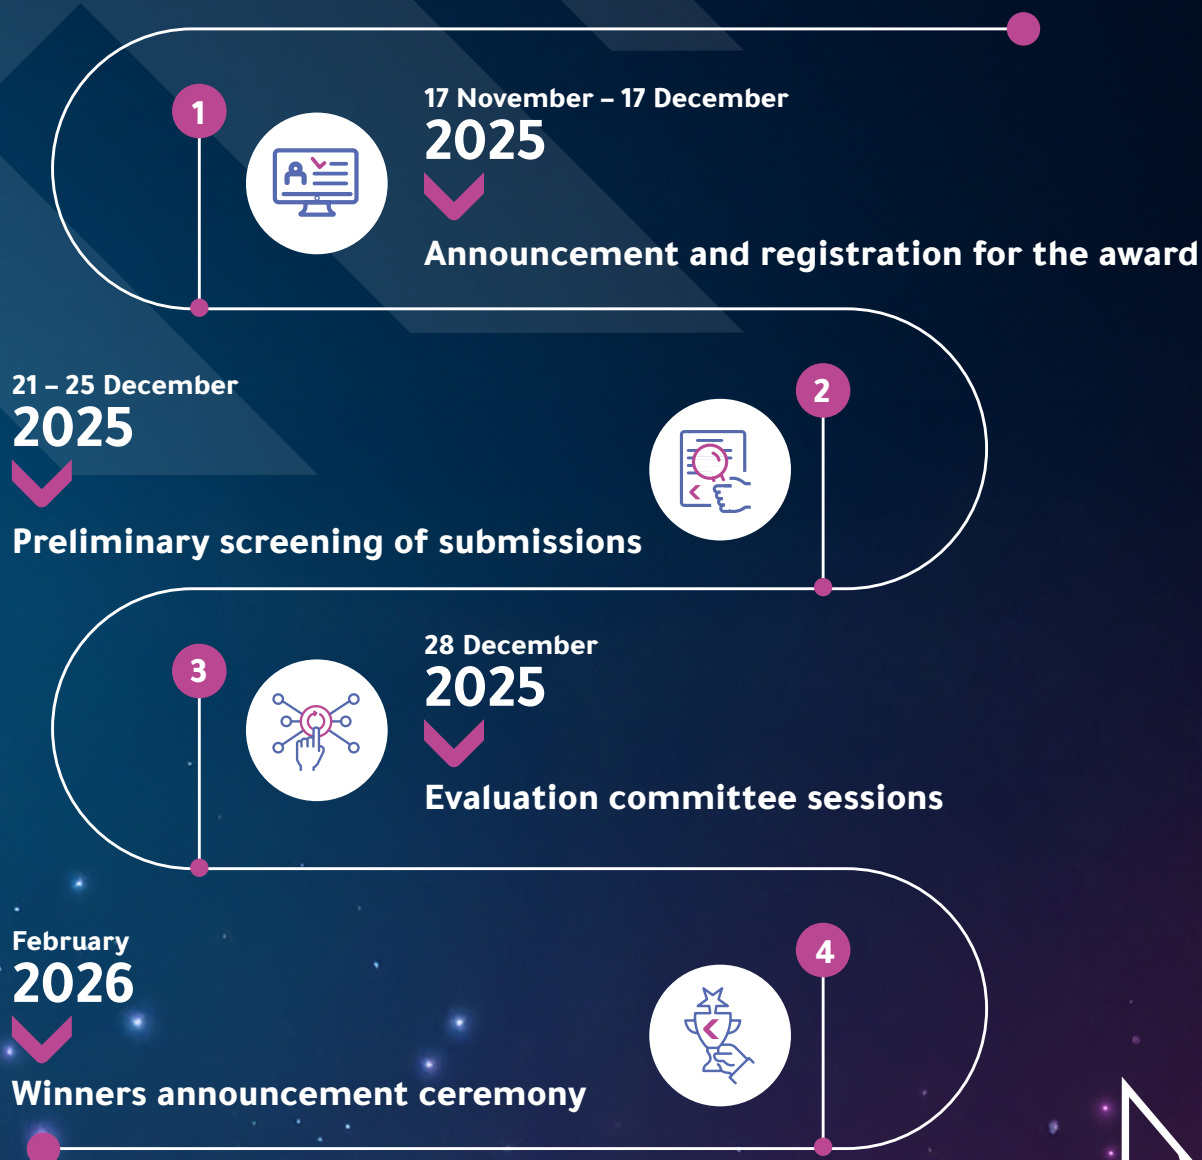 1
17 November – 17 December
2025
Announcement and registration for the award
2
21 – 25 December
2025
Preliminary screening of submissions
3
28 December
2025
Evaluation committee sessions
4
February
2026
Winners announcement ceremony